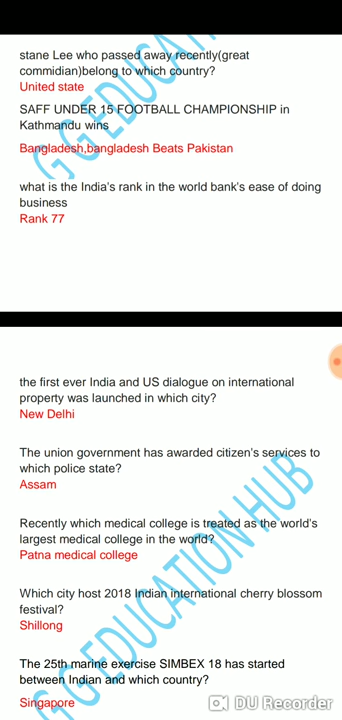 stane Lee who passed away recently(great
commidian)belong to which country?
United state
SAFF UNDER 15 FOOTBALL CHAMPIONSHIP in
Kathmandu wins
Bangladesh,bangladesh Beats Pakistan
what is the India's rank in the world bank's ease of doing
business
Rank 77
GG EDUCATION HUB
the first ever India and US dialogue on international
property was launched in which city?
New Delhi
The union government has awarded citizen's services to
which police state?
Assam
Recently which medical college is treated as the world's
largest medical college in the world?
Patna medical college
Which city host 2018 Indian international cherry blossom
festival?
Shillong
The 25th marine exercise SIMBEX 18 has started
between Indian and which country?
Singapore
GG EDUCATION HUB
DU Recorder